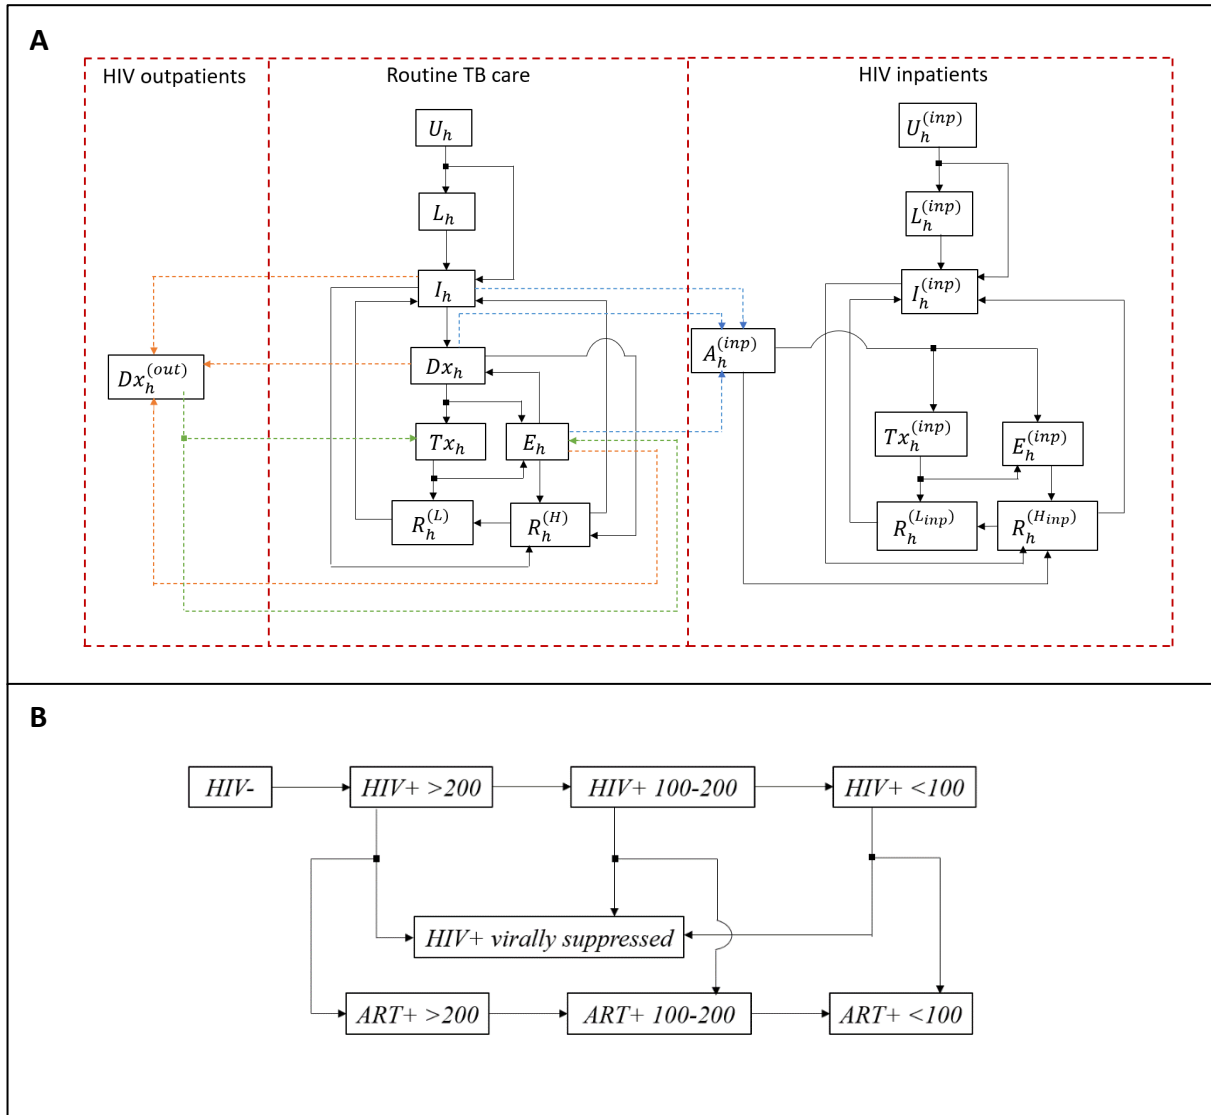 A
HIV outpatients
Routine TB care
HIV inpatients
U_h
U_h^(inp)
L_h
L_h^(inp)
I_h
I_h^(inp)
Dx_h^(out)
Dx_h
A_h^(inp)
Tx_h
E_h
Tx_h^(inp)
E_h^(inp)
R_h^(L)
R_h^(H)
R_h^(L_inp)
R_h^(H_inp)
B
HIV-
HIV+ >200
HIV+ 100-200
HIV+ <100
HIV+ virally suppressed
ART+ >200
ART+ 100-200
ART+ <100